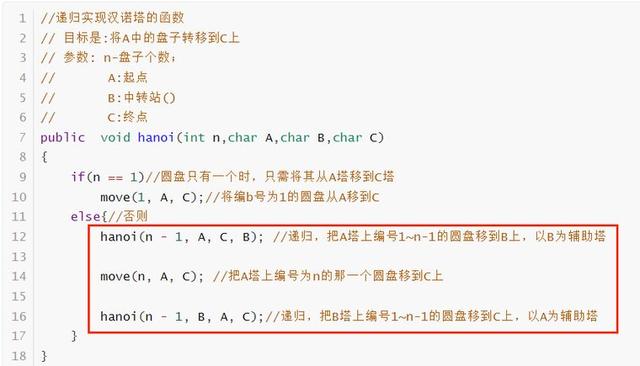 1 //递归实现汉诺塔的函数
2 // 目标是:将A中的盘子转移到C上
3 // 参数: n-盘子个数;
4 //       A:起点
5 //       B:中转站()
6 //       C:终点
7 public  void hanoi(int n,char A,char B,char C)
8 {
9     if(n == 1)//圆盘只有一个时，只需将其从A塔移到C塔
10         move(1, A, C);//将编b号为1的圆盘从A移到C
11     else{//否则
12         hanoi(n - 1, A, C, B); //递归，把A塔上编号1~n-1的圆盘移到B上，以B为辅助塔
13
14         move(n, A, C); //把A塔上编号为n的那一个圆盘移到C上
15
16         hanoi(n - 1, B, A, C);//递归，把B塔上编号1~n-1的圆盘移到C上，以A为辅助塔
17     }
18 }